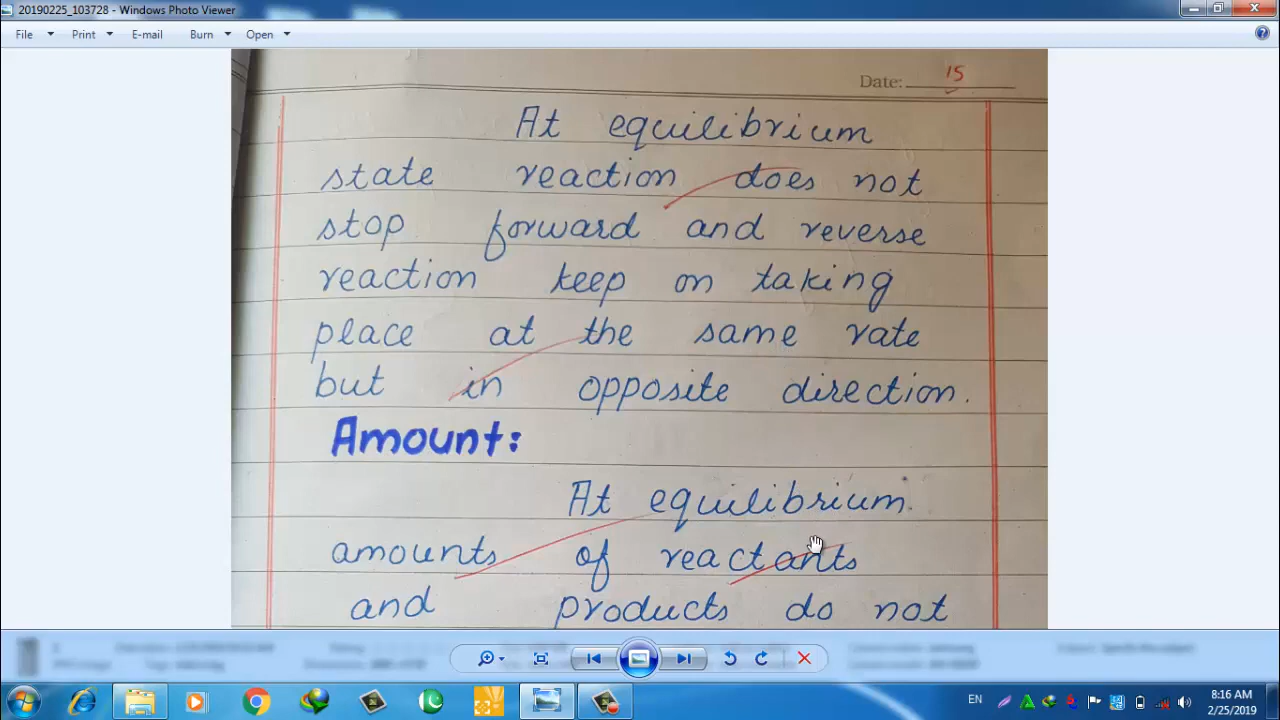 20190225_103728 - Windows Photo Viewer
File Print E-mail Burn Open
Date: 15
At equilibrium
state reaction does not
stop forward and reverse
reaction keep on taking
place at the same rate
but in opposite direction.
Amount:
At equilibrium
amounts of reactants
and products do not
EN 8:16 AM
2/25/2019